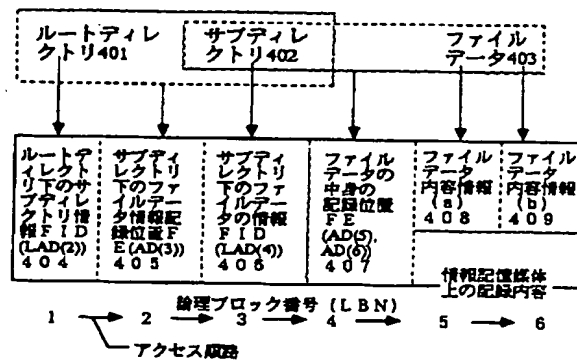 ルートディレ
クトリ401
サブディレ
クトリ402
ファイル
データ403
ルートデ
ィレクト
リ下のサ
ブディレ
クトリ情
報FID
(LAD(2))
404
サブディ
レクトリ
下のファ
イルデー
タ情報記
録位置F
E(AD(3))
405
サブディ
レクトリ
下のファ
イルデー
タの情報
FID
(LAD(4))
406
ファイル
データの
中身の
記録位置
FE
(AD(5),
AD(6))
407
ファイル
データ
内容情報
(a)
408
ファイル
データ
内容情報
(b)
409
情報記憶媒体
上の記録内容
論理ブロック番号(LBN)
1 2 3 4 5 6
アクセス順路